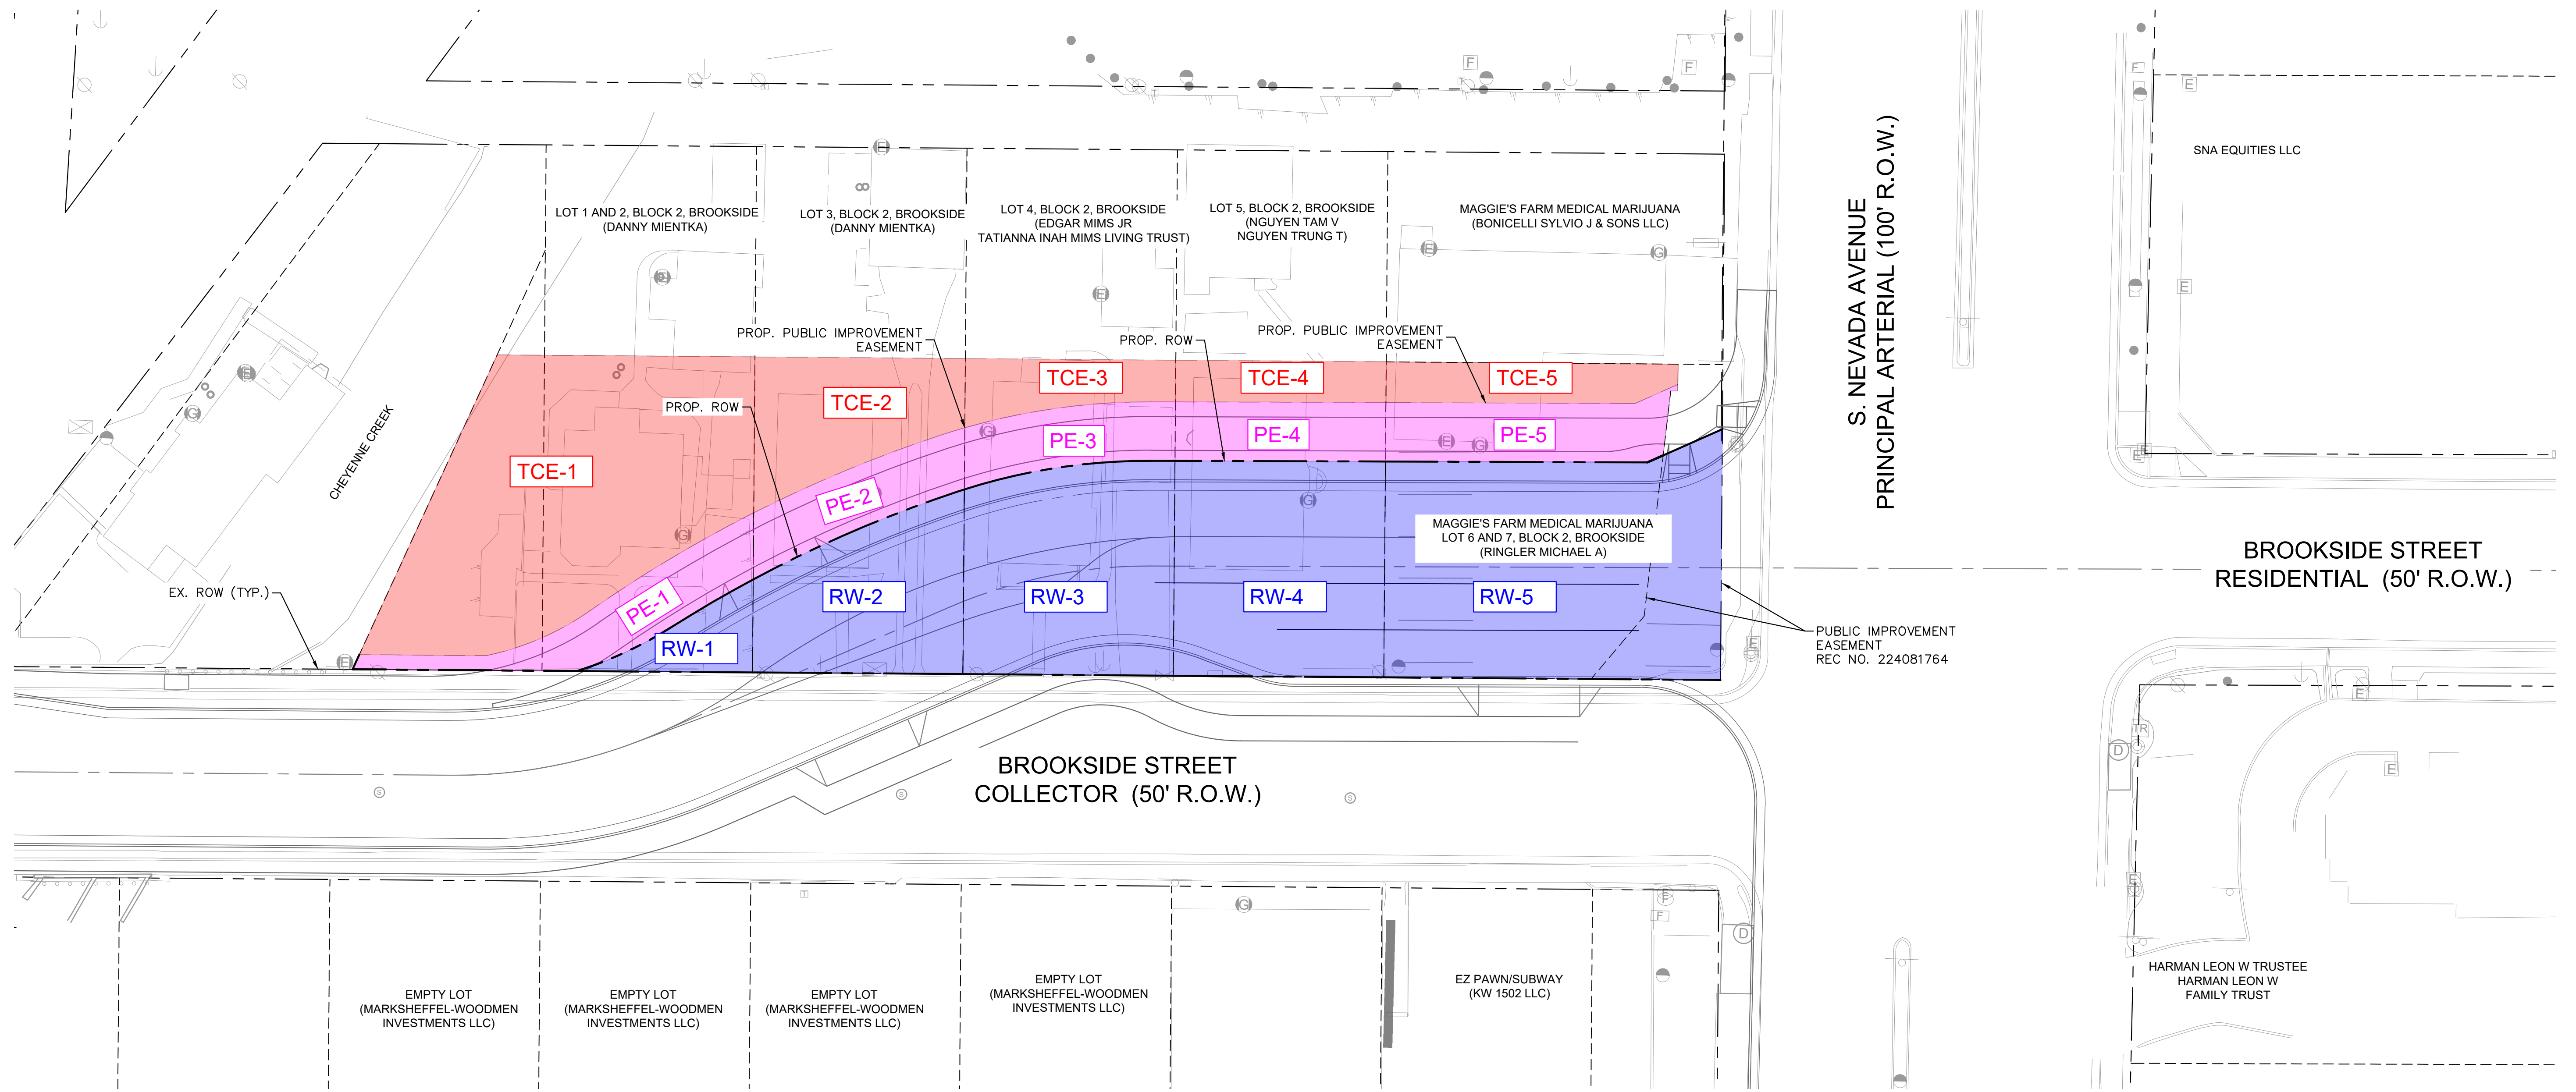 SNA EQUITIES LLC
S. NEVADA AVENUE
PRINCIPAL ARTERIAL (100' R.O.W.)
LOT 1 AND 2, BLOCK 2, BROOKSIDE
(DANNY MIENTKA)
LOT 3, BLOCK 2, BROOKSIDE
(DANNY MIENTKA)
LOT 4, BLOCK 2, BROOKSIDE
(EDGAR MIMS JR
TATIANNA INAH MIMS LIVING TRUST)
LOT 5, BLOCK 2, BROOKSIDE
(NGUYEN TAM V
NGUYEN TRUNG T)
MAGGIE'S FARM MEDICAL MARIJUANA
(BONICELLI SYLVIO J & SONS LLC)
PROP. PUBLIC IMPROVEMENT
EASEMENT
PROP. ROW
PROP. PUBLIC IMPROVEMENT
EASEMENT
TCE-3
TCE-4
TCE-5
TCE-2
PROP. ROW
CHEYENNE CREEK
TCE-1
PE-3
PE-4
PE-5
PE-2
MAGGIE'S FARM MEDICAL MARIJUANA
LOT 6 AND 7, BLOCK 2, BROOKSIDE
(RINGLER MICHAEL A)
BROOKSIDE STREET
RESIDENTIAL (50' R.O.W.)
EX. ROW (TYP.)
PE-1
RW-1
RW-2
RW-3
RW-4
RW-5
PUBLIC IMPROVEMENT
EASEMENT
REC NO. 224081764
BROOKSIDE STREET
COLLECTOR (50' R.O.W.)
EMPTY LOT
(MARKSHEFFEL-WOODMEN
INVESTMENTS LLC)
EMPTY LOT
(MARKSHEFFEL-WOODMEN
INVESTMENTS LLC)
EMPTY LOT
(MARKSHEFFEL-WOODMEN
INVESTMENTS LLC)
EMPTY LOT
(MARKSHEFFEL-WOODMEN
INVESTMENTS LLC)
EZ PAWN/SUBWAY
(KW 1502 LLC)
HARMAN LEON W TRUSTEE
HARMAN LEON W
FAMILY TRUST